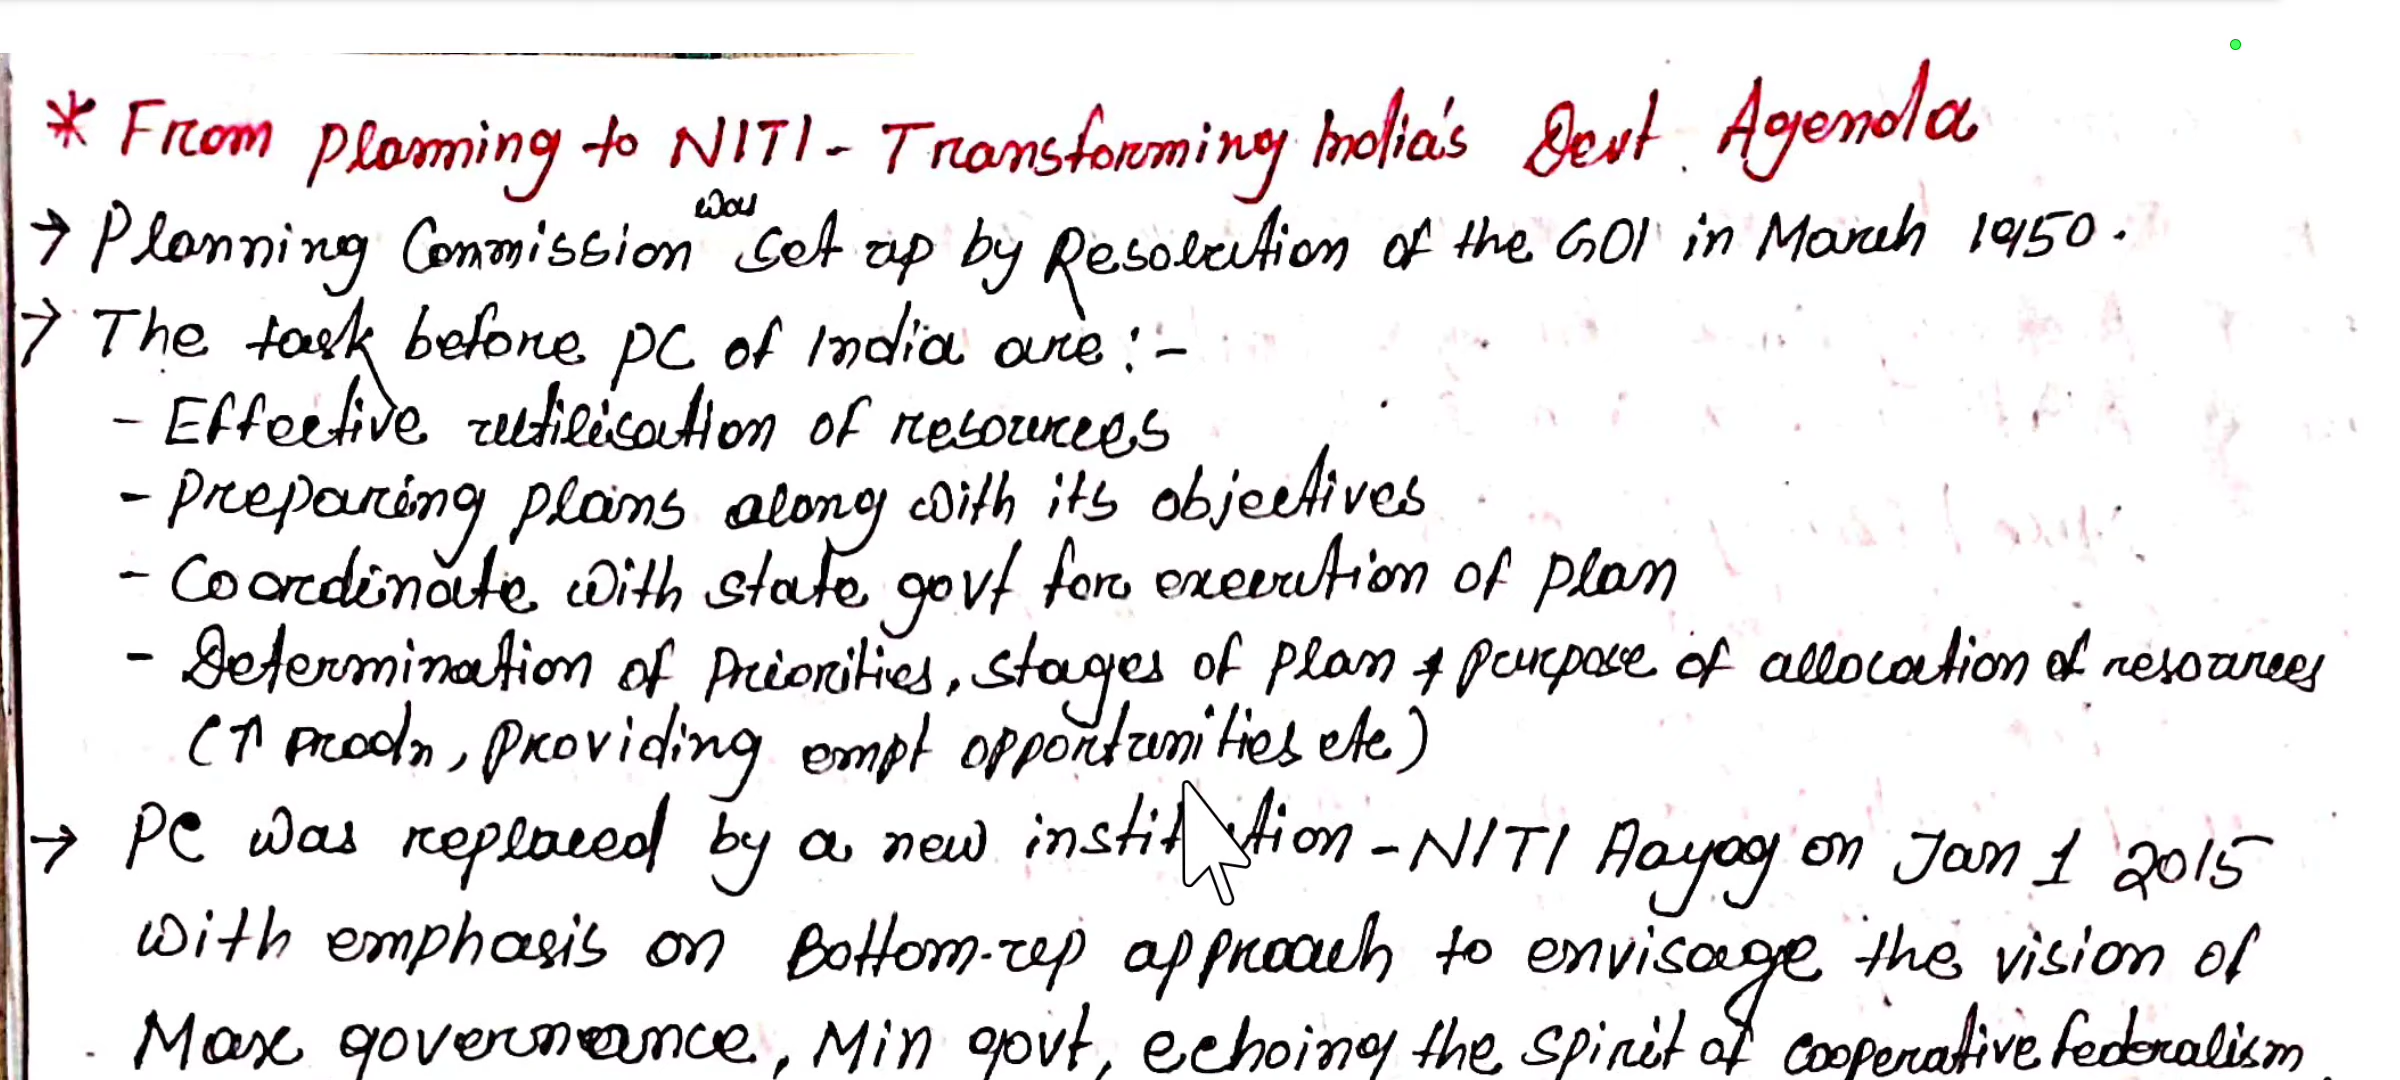 * From Planning to NITI - Transforming India's Devt. Agenda
→ Planning Commission was set up by Resolution of the GOI in March 1950.
→ The task before PC of India are :-
- Effective utilisation of resources
- Preparing plans along with its objectives
- Coordinate with state govt for execution of plan
- Determination of Priorities, stages of plan & purpose of allocation of resources
(↑ prodn, providing empt opportunities etc)
→ PC was replaced by a new institution - NITI Aayog on Jan 1 2015
with emphasis on Bottom-up approach to envisage the vision of
Max governance, Min govt, echoing the spirit of cooperative federalism